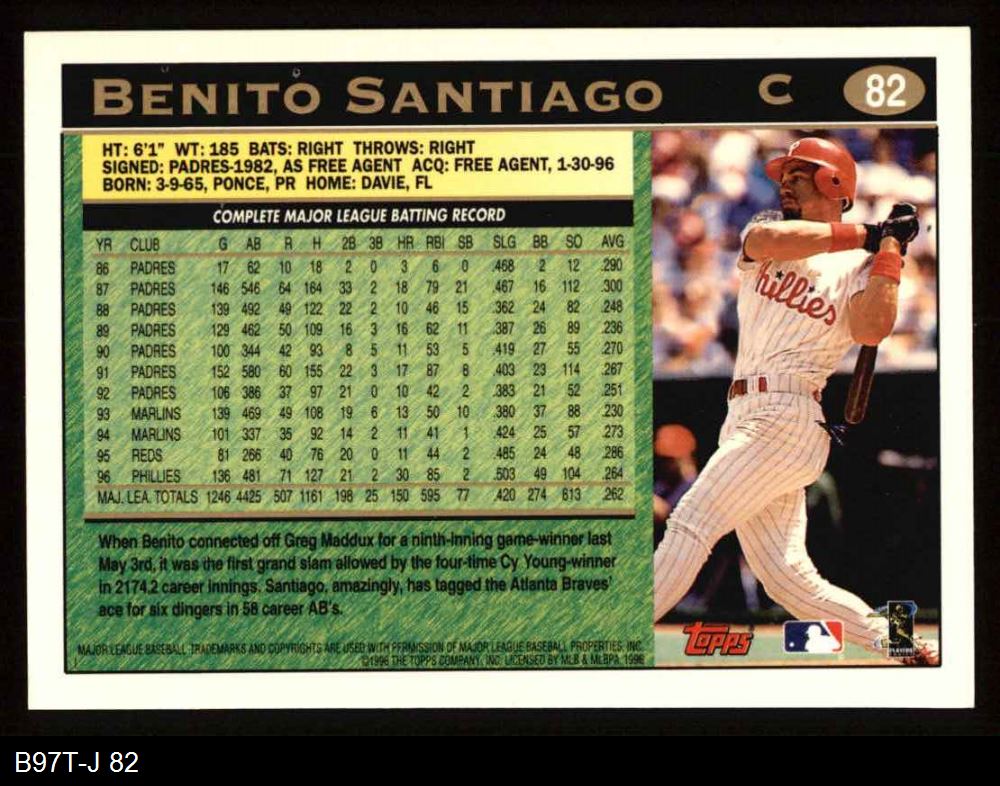 BENITO SANTIAGO C 82
HT: 6'1" WT: 185 BATS: RIGHT THROWS: RIGHT
SIGNED: PADRES-1982, AS FREE AGENT ACQ: FREE AGENT, 1-30-96
BORN: 3-9-65, PONCE, PR HOME: DAVIE, FL
COMPLETE MAJOR LEAGUE BATTING RECORD
YR CLUB G AB R H 2B 3B HR RBI SB SLG BB SO AVG
86 PADRES 17 62 10 18 2 0 3 6 0 .468 2 12 .290
87 PADRES 146 546 64 164 33 2 18 79 21 .467 16 112 .300
88 PADRES 139 492 49 122 22 2 10 46 15 .362 24 82 .248
89 PADRES 129 462 50 109 16 3 16 62 11 .387 26 89 .236
90 PADRES 100 344 42 93 8 5 11 53 5 .419 27 55 .270
91 PADRES 152 580 60 155 22 3 17 87 8 .403 23 114 .267
92 PADRES 106 386 37 97 21 0 10 42 2 .383 21 52 .251
93 MARLINS 139 469 49 108 19 6 13 50 10 .380 37 88 .230
94 MARLINS 101 337 35 92 14 2 11 41 1 .424 25 57 .273
95 REDS 81 266 40 76 20 0 11 44 2 .485 24 48 .286
96 PHILLIES 136 481 71 127 21 2 30 85 2 .503 49 104 .264
MAJ. LEA. TOTALS 1246 4425 507 1161 198 25 150 595 77 .420 274 813 .262
When Benito connected off Greg Maddux for a ninth-inning game-winner last
May 3rd, it was the first grand slam allowed by the four-time Cy Young-winner
in 2174.2 career innings. Santiago, amazingly, has tagged the Atlanta Braves'
ace for six dingers in 58 career AB's.
MAJOR LEAGUE BASEBALL TRADEMARKS AND COPYRIGHTS ARE USED WITH PERMISSION OF MAJOR LEAGUE BASEBALL PROPERTIES, INC.
©1996 THE TOPPS COMPANY, INC. LICENSED BY MLB & MLBPA 1996
Phillies
Topps
PLAYERS
B97T-J 82